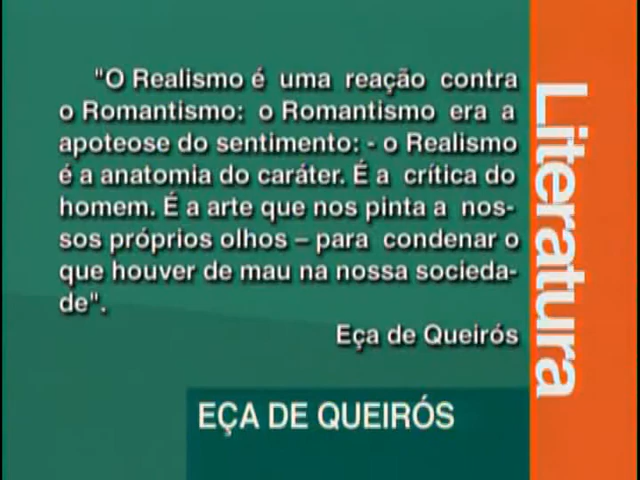 "O Realismo é uma reação contra
o Romantismo: o Romantismo era a
apoteose do sentimento: - o Realismo
é a anatomia do caráter. É a crítica do
homem. É a arte que nos pinta a nos-
sos próprios olhos – para condenar o
que houver de mau na nossa socieda-
de".
Eça de Queirós
EÇA DE QUEIRÓS
Literatura